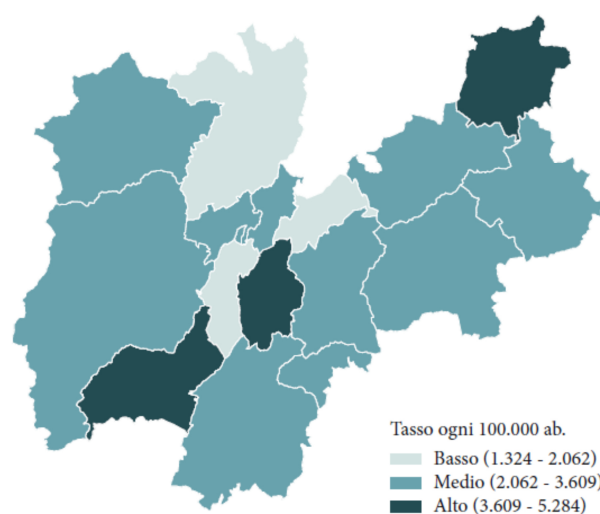 Tasso ogni 100.000 ab.
Basso (1.324 - 2.062)
Medio (2.062 - 3.609)
Alto (3.609 - 5.284)